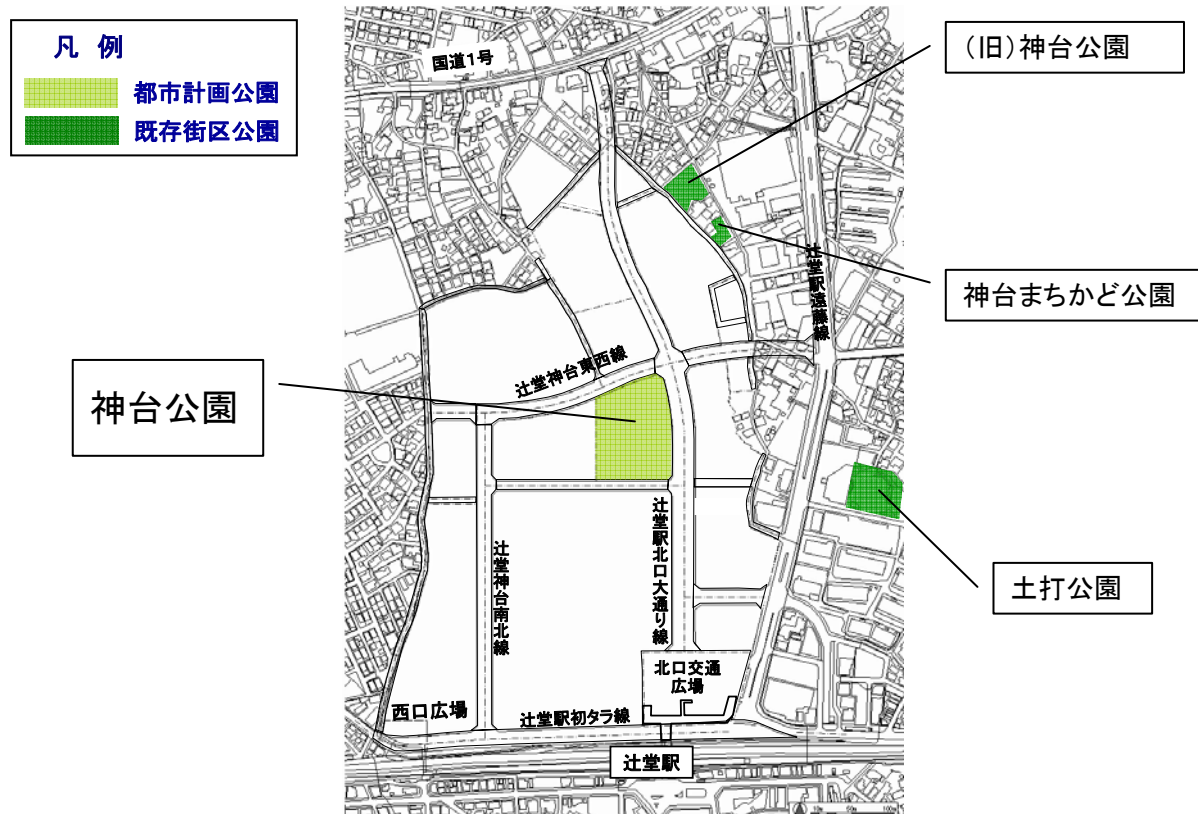 凡 例
都市計画公園
既存街区公園
国道1号
(旧)神台公園
神台まちかど公園
辻堂駅遠藤線
辻堂神台東西線
神台公園
辻堂神台南北線
辻堂駅北口大通り線
土打公園
北口交通
広場
西口広場
辻堂駅初タラ線
辻堂駅
10m 50m 100m